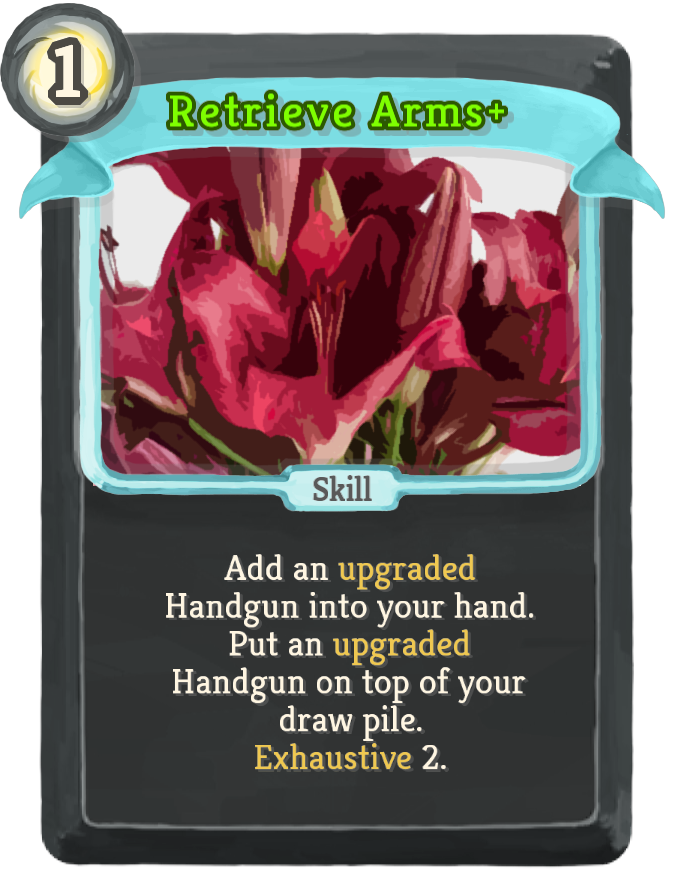 1
Retrieve Arms+
Skill
Add an upgraded
Handgun into your hand.
Put an upgraded
Handgun on top of your
draw pile.
Exhaustive 2.